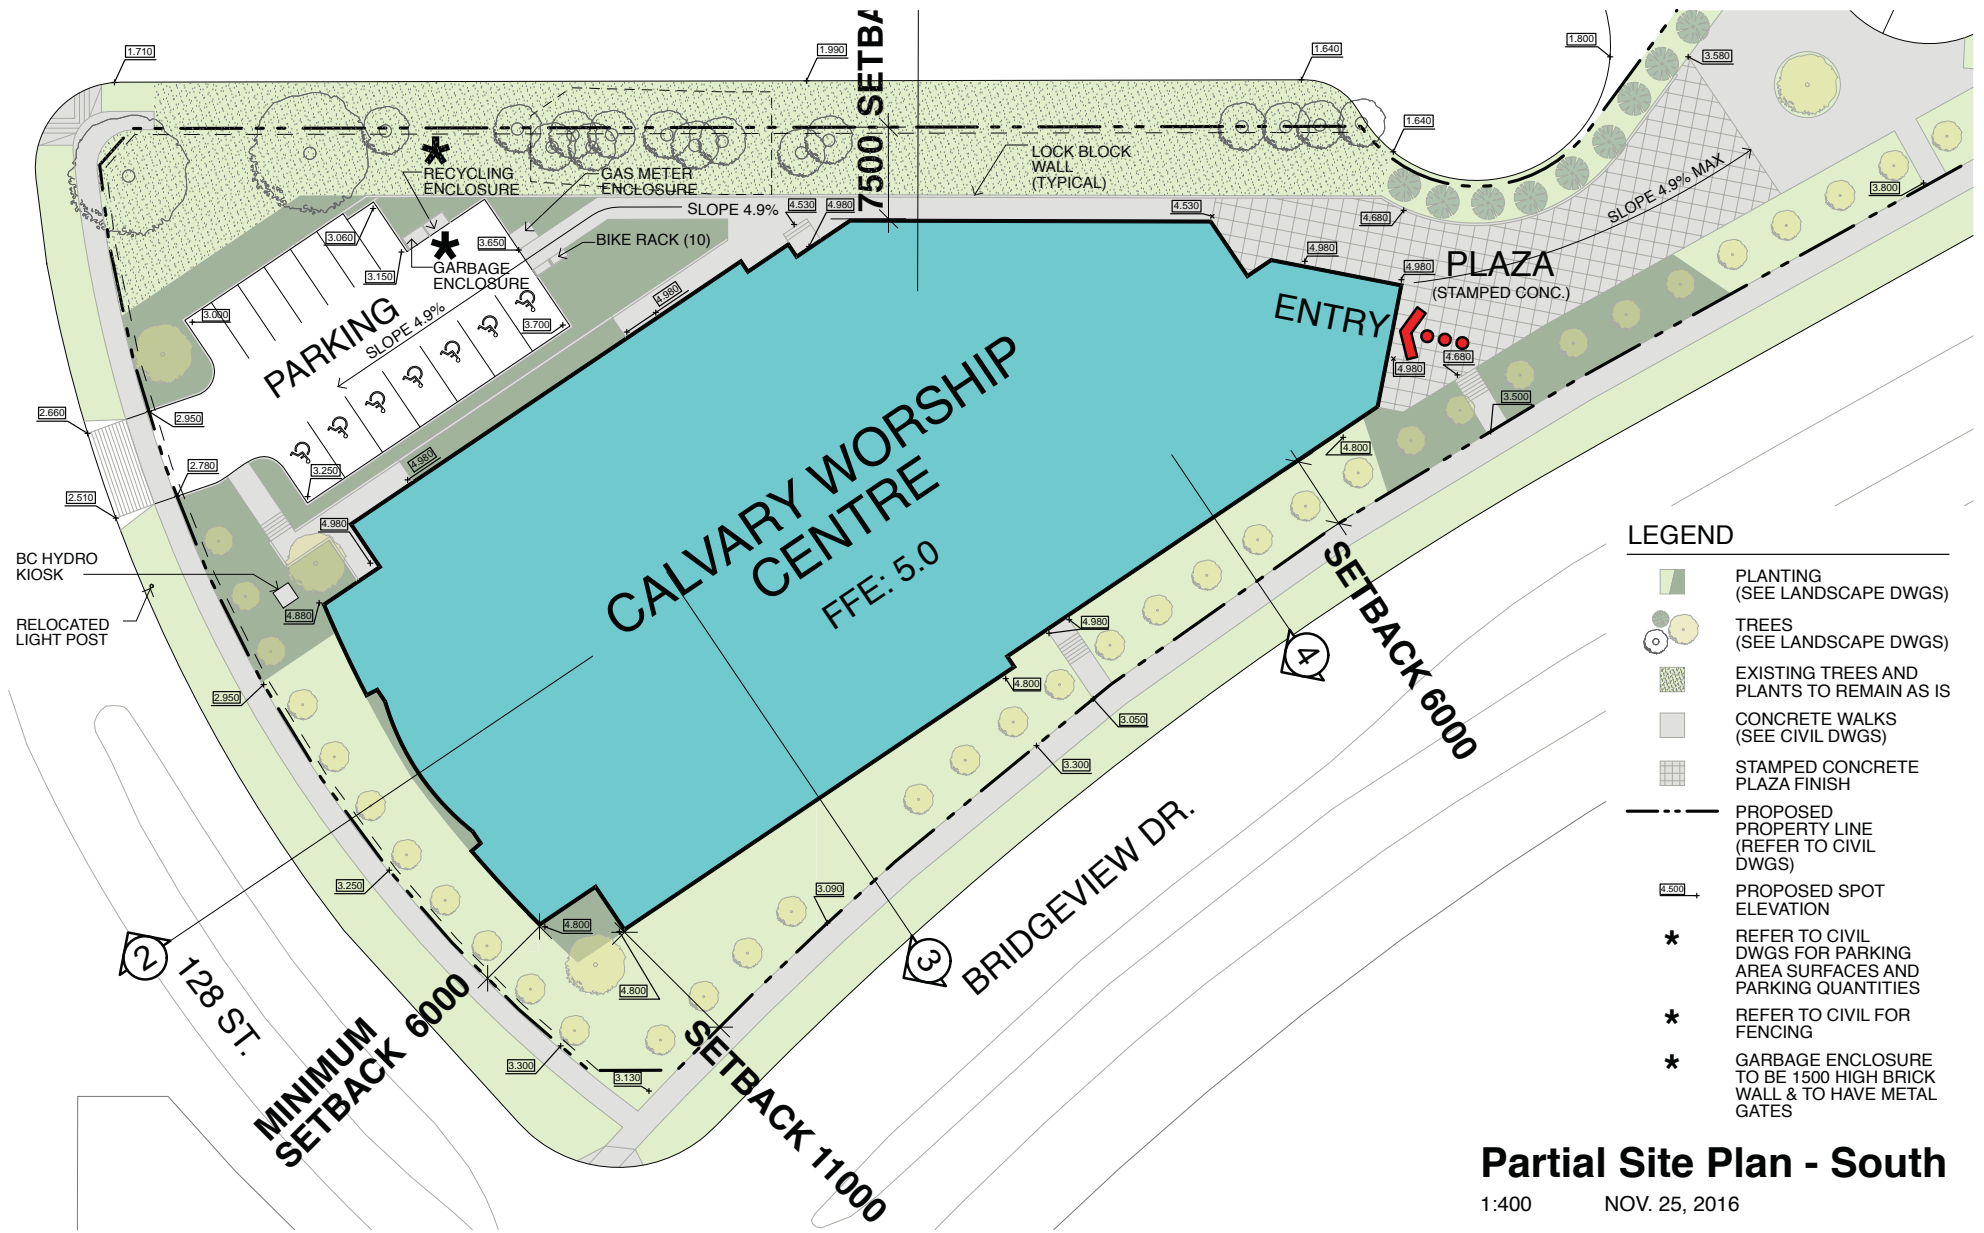 1.710
1.990
1.640
1.800
3.580
1.640
7500 SETBA
RECYCLING
ENCLOSURE
GAS METER
ENCLOSURE
LOCK BLOCK
WALL
(TYPICAL)
SLOPE 4.9% MAX
3.800
SLOPE 4.9%
4.530
4.980
4.530
4.680
3.060
3.650
BIKE RACK (10)
3.150
GARBAGE
ENCLOSURE
4.980
4.980
PLAZA
(STAMPED CONC.)
4.980
3.000
3.700
PARKING
SLOPE 4.9%
ENTRY
4.680
4.980
3.500
2.660
2.950
4.980
4.800
2.780
3.250
2.510
4.980
CALVARY WORSHIP
CENTRE
FFE: 5.0
BC HYDRO
KIOSK
4.880
RELOCATED
LIGHT POST
4.980
4
SETBACK 6000
2.950
4.800
3.050
3.300
3.250
3.090
4.800
4.800
2
128 ST.
3
BRIDGEVIEW DR.
MINIMUM
SETBACK 6000
3.300
3.130
SETBACK 11000
LEGEND
PLANTING
(SEE LANDSCAPE DWGS)
TREES
(SEE LANDSCAPE DWGS)
EXISTING TREES AND
PLANTS TO REMAIN AS IS
CONCRETE WALKS
(SEE CIVIL DWGS)
STAMPED CONCRETE
PLAZA FINISH
PROPOSED
PROPERTY LINE
(REFER TO CIVIL
DWGS)
4.500
PROPOSED SPOT
ELEVATION
* REFER TO CIVIL
DWGS FOR PARKING
AREA SURFACES AND
PARKING QUANTITIES
* REFER TO CIVIL FOR
FENCING
* GARBAGE ENCLOSURE
TO BE 1500 HIGH BRICK
WALL & TO HAVE METAL
GATES
Partial Site Plan - South
1:400 NOV. 25, 2016